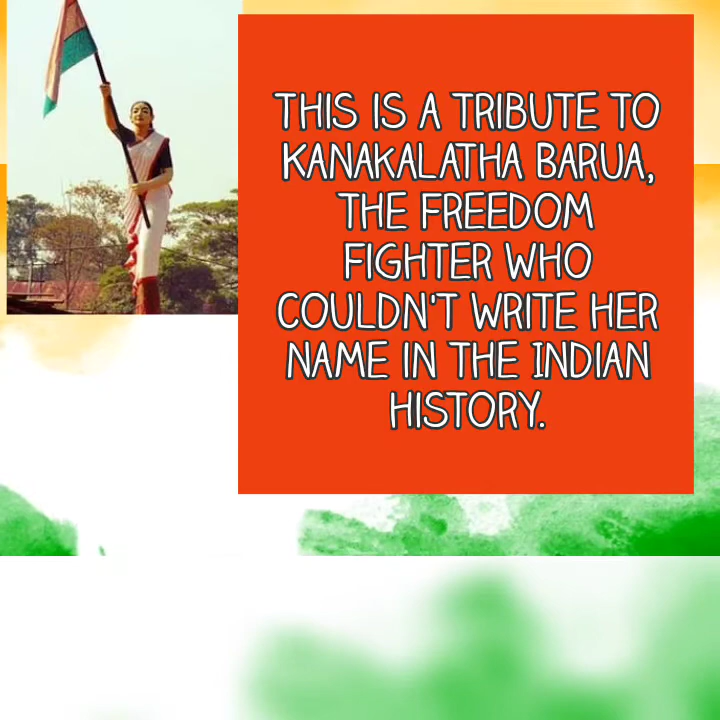 THIS IS A TRIBUTE TO
KANAKALATHA BARUA,
THE FREEDOM
FIGHTER WHO
COULDN'T WRITE HER
NAME IN THE INDIAN
HISTORY.